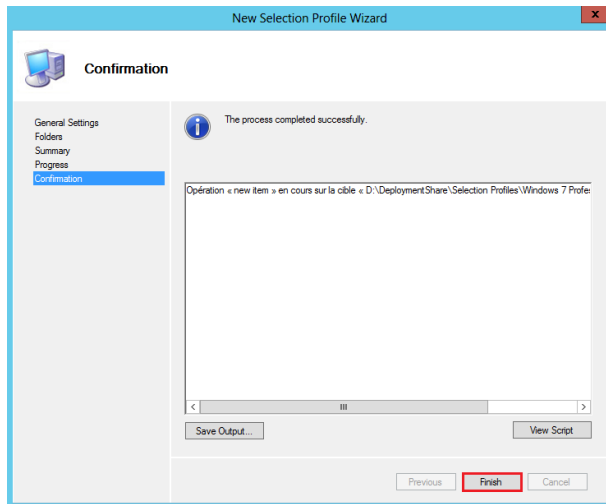 New Selection Profile Wizard
x
Confirmation
General Settings
Folders
Summary
Progress
Confirmation
The process completed successfully.
Opération « new item » en cours sur la cible « D:\DeploymentShare\Selection Profiles\Windows 7 Profe
Save Output...
View Script
Previous
Finish
Cancel